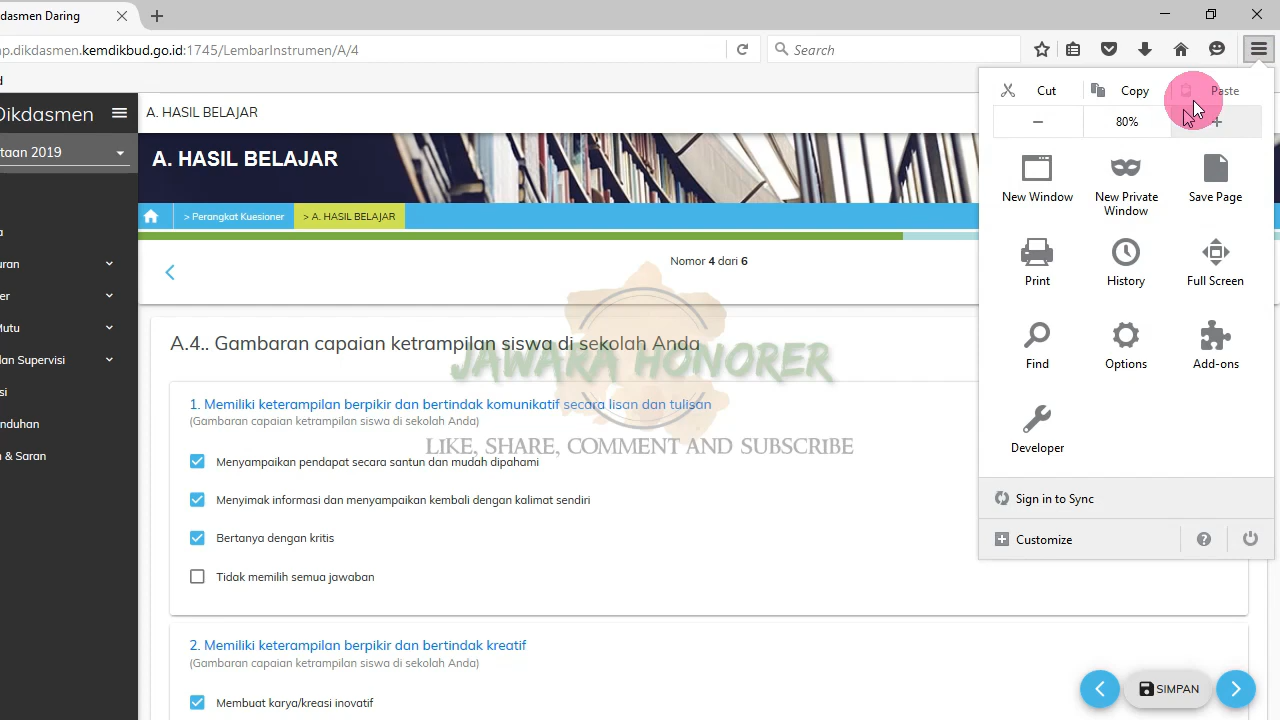 dasmen Daring
p.dikdasmen.kemdikbud.go.id:1745/LembarInstrumen/A/4
Search
d
Cut
Copy
Paste
80%
New Window
New Private Window
Save Page
Print
History
Full Screen
Find
Options
Add-ons
Developer
Sign in to Sync
Customize
Dikdasmen
taan 2019
a
uran
er
Mutu
dan Supervisi
si
nduhan
n & Saran
A. HASIL BELAJAR
A. HASIL BELAJAR
> Perangkat Kuesioner
> A. HASIL BELAJAR
Nomor 4 dari 6
A.4.. Gambaran capaian ketrampilan siswa di sekolah Anda
JAWARA HONORER
1. Memiliki keterampilan berpikir dan bertindak komunikatif secara lisan dan tulisan
(Gambaran capaian ketrampilan siswa di sekolah Anda)
LIKE, SHARE, COMMENT AND SUBSCRIBE
Menyampaikan pendapat secara santun dan mudah dipahami
Menyimak informasi dan menyampaikan kembali dengan kalimat sendiri
Bertanya dengan kritis
Tidak memilih semua jawaban
2. Memiliki keterampilan berpikir dan bertindak kreatif
(Gambaran capaian ketrampilan siswa di sekolah Anda)
Membuat karya/kreasi inovatif
SIMPAN